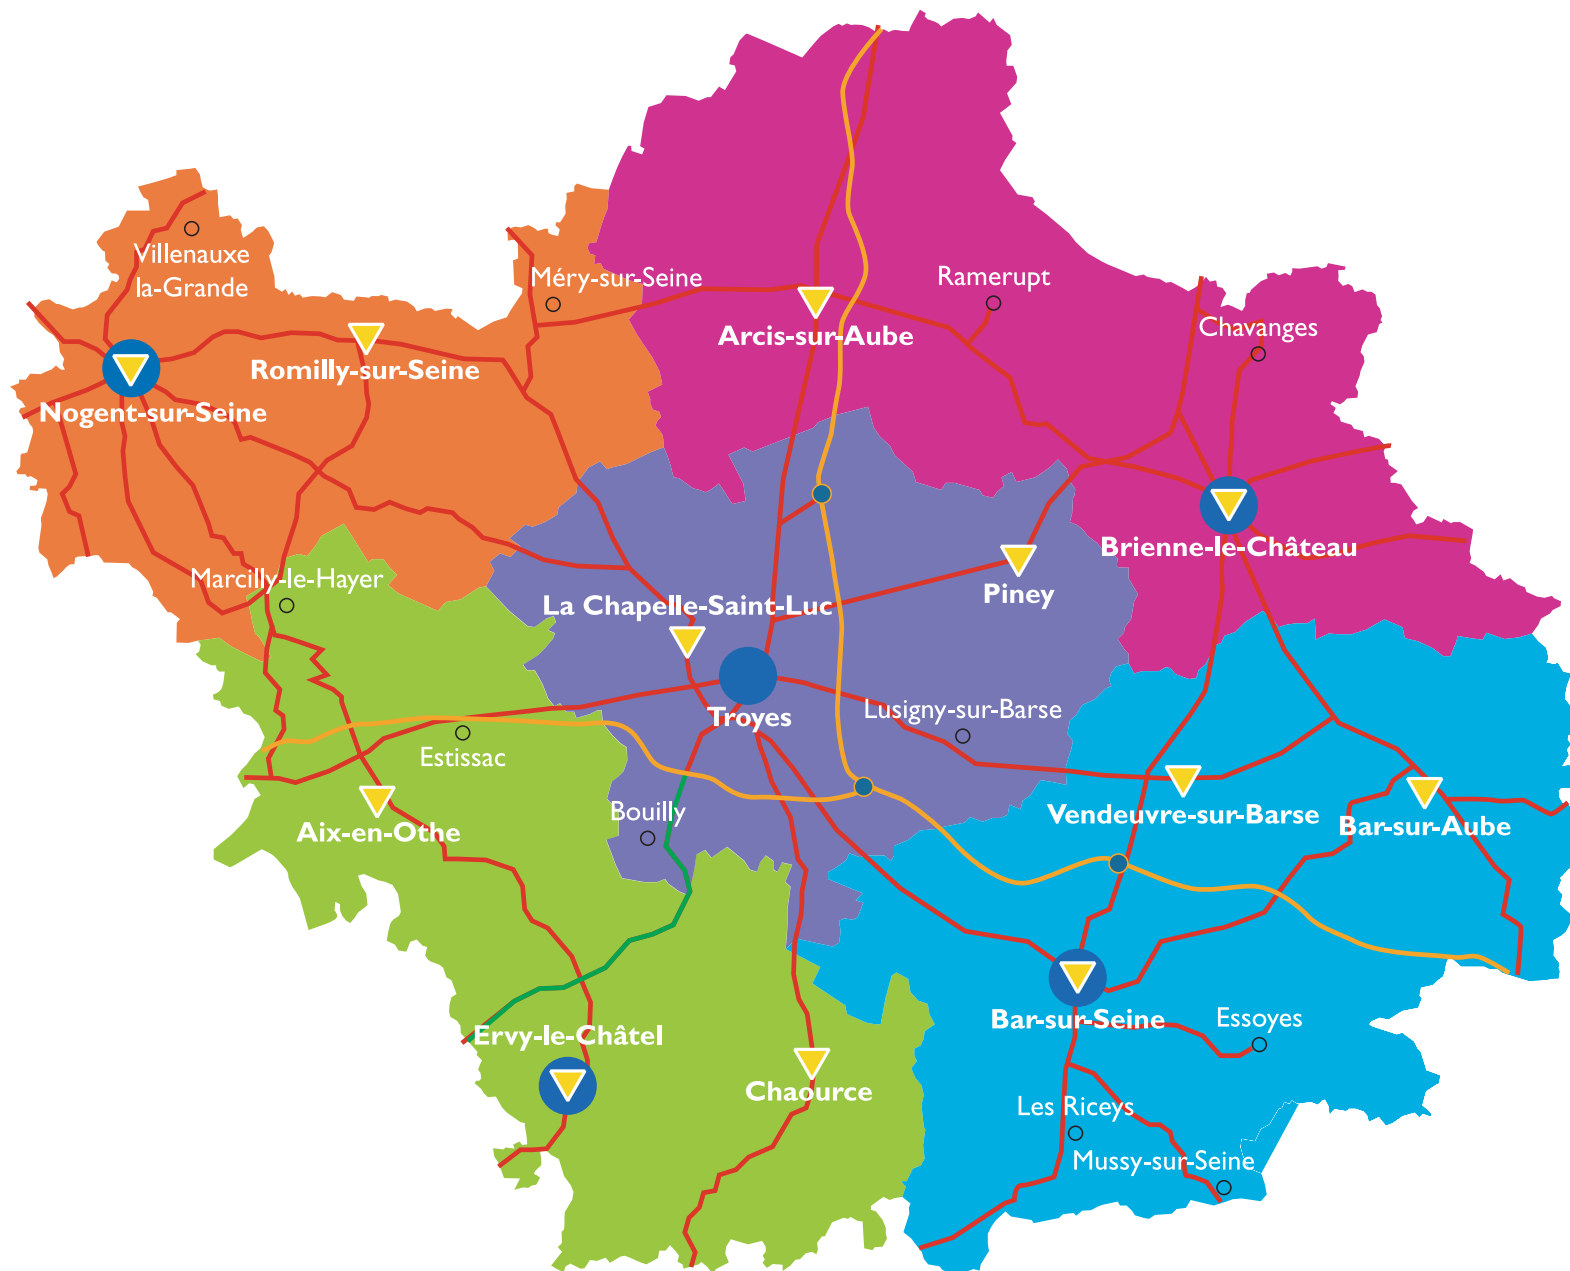 Villenauxe
la-Grande
Méry-sur-Seine
Ramerupt
Arcis-sur-Aube
Chavanges
Romilly-sur-Seine
Nogent-sur-Seine
Brienne-le-Château
Marcilly-le-Hayer
La Chapelle-Saint-Luc
Piney
Troyes
Lusigny-sur-Barse
Estissac
Bouilly
Vendeuvre-sur-Barse
Bar-sur-Aube
Aix-en-Othe
Bar-sur-Seine
Essoyes
Ervy-le-Châtel
Chaource
Les Riceys
Mussy-sur-Seine